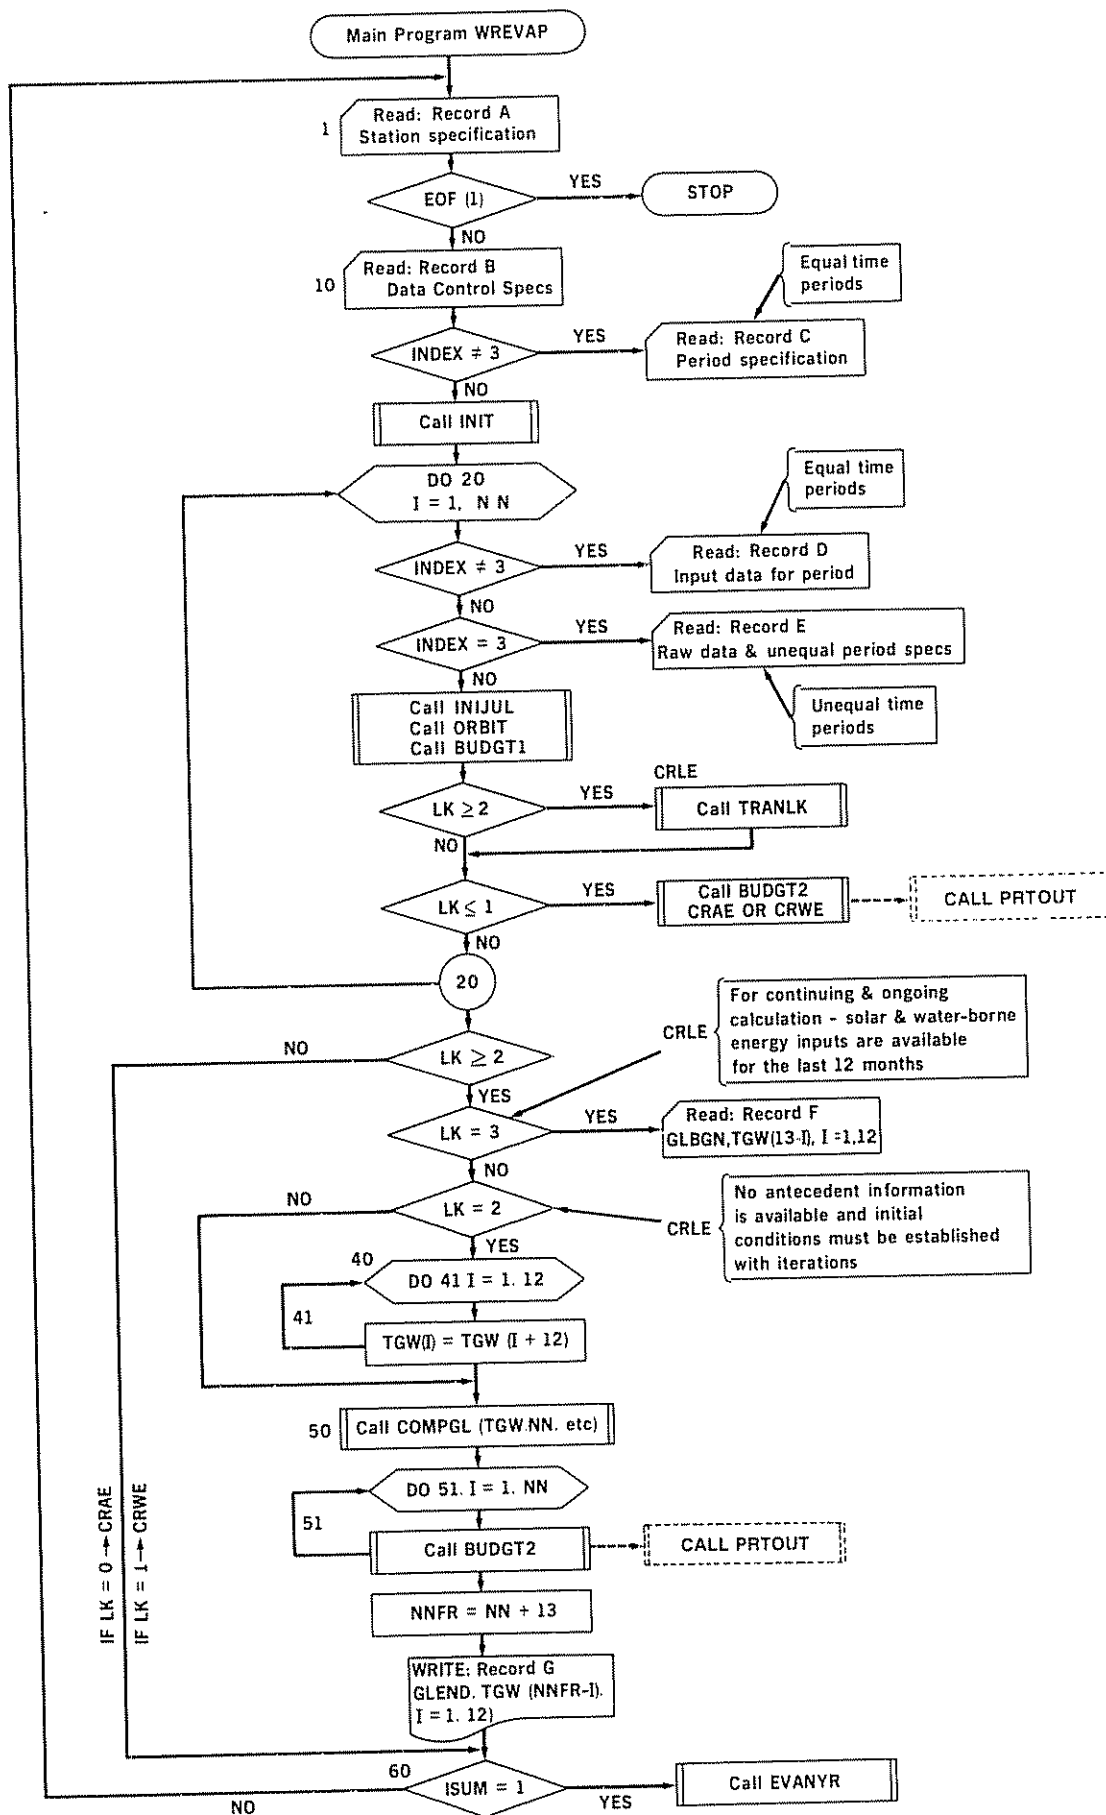 Main Program WREVAP
1
Read: Record A
Station specification
EOF (1)
YES
STOP
NO
10
Read: Record B
Data Control Specs
Equal time
periods
INDEX ≠ 3
YES
Read: Record C
Period specification
NO
Call INIT
DO 20
I = 1, N N
Equal time
periods
INDEX ≠ 3
YES
Read: Record D
Input data for period
NO
INDEX = 3
YES
Read: Record E
Raw data & unequal period specs
NO
Call INIJUL
Call ORBIT
Call BUDGT1
Unequal time
periods
LK ≥ 2
YES
CRLE
Call TRANLK
NO
LK ≤ 1
YES
Call BUDGT2
CRAE OR CRWE
CALL PRTOUT
NO
20
LK ≥ 2
NO
YES
CRLE
For continuing & ongoing
calculation - solar & water-borne
energy inputs are available
for the last 12 months
LK = 3
YES
Read: Record F
GLBGN,TGW(13-I), I =1,12
NO
LK = 2
NO
YES
CRLE
No antecedent information
is available and initial
conditions must be established
with iterations
40
DO 41 I = 1. 12
41
TGW(I) = TGW (I + 12)
50
Call COMPGL (TGW.NN. etc)
DO 51. I = 1. NN
51
Call BUDGT2
CALL PRTOUT
NNFR = NN + 13
WRITE: Record G
GLEND. TGW (NNFR-I).
I = 1. 12)
IF LK = 0 → CRAE
IF LK = 1 → CRWE
60
ISUM = 1
NO
YES
Call EVANYR